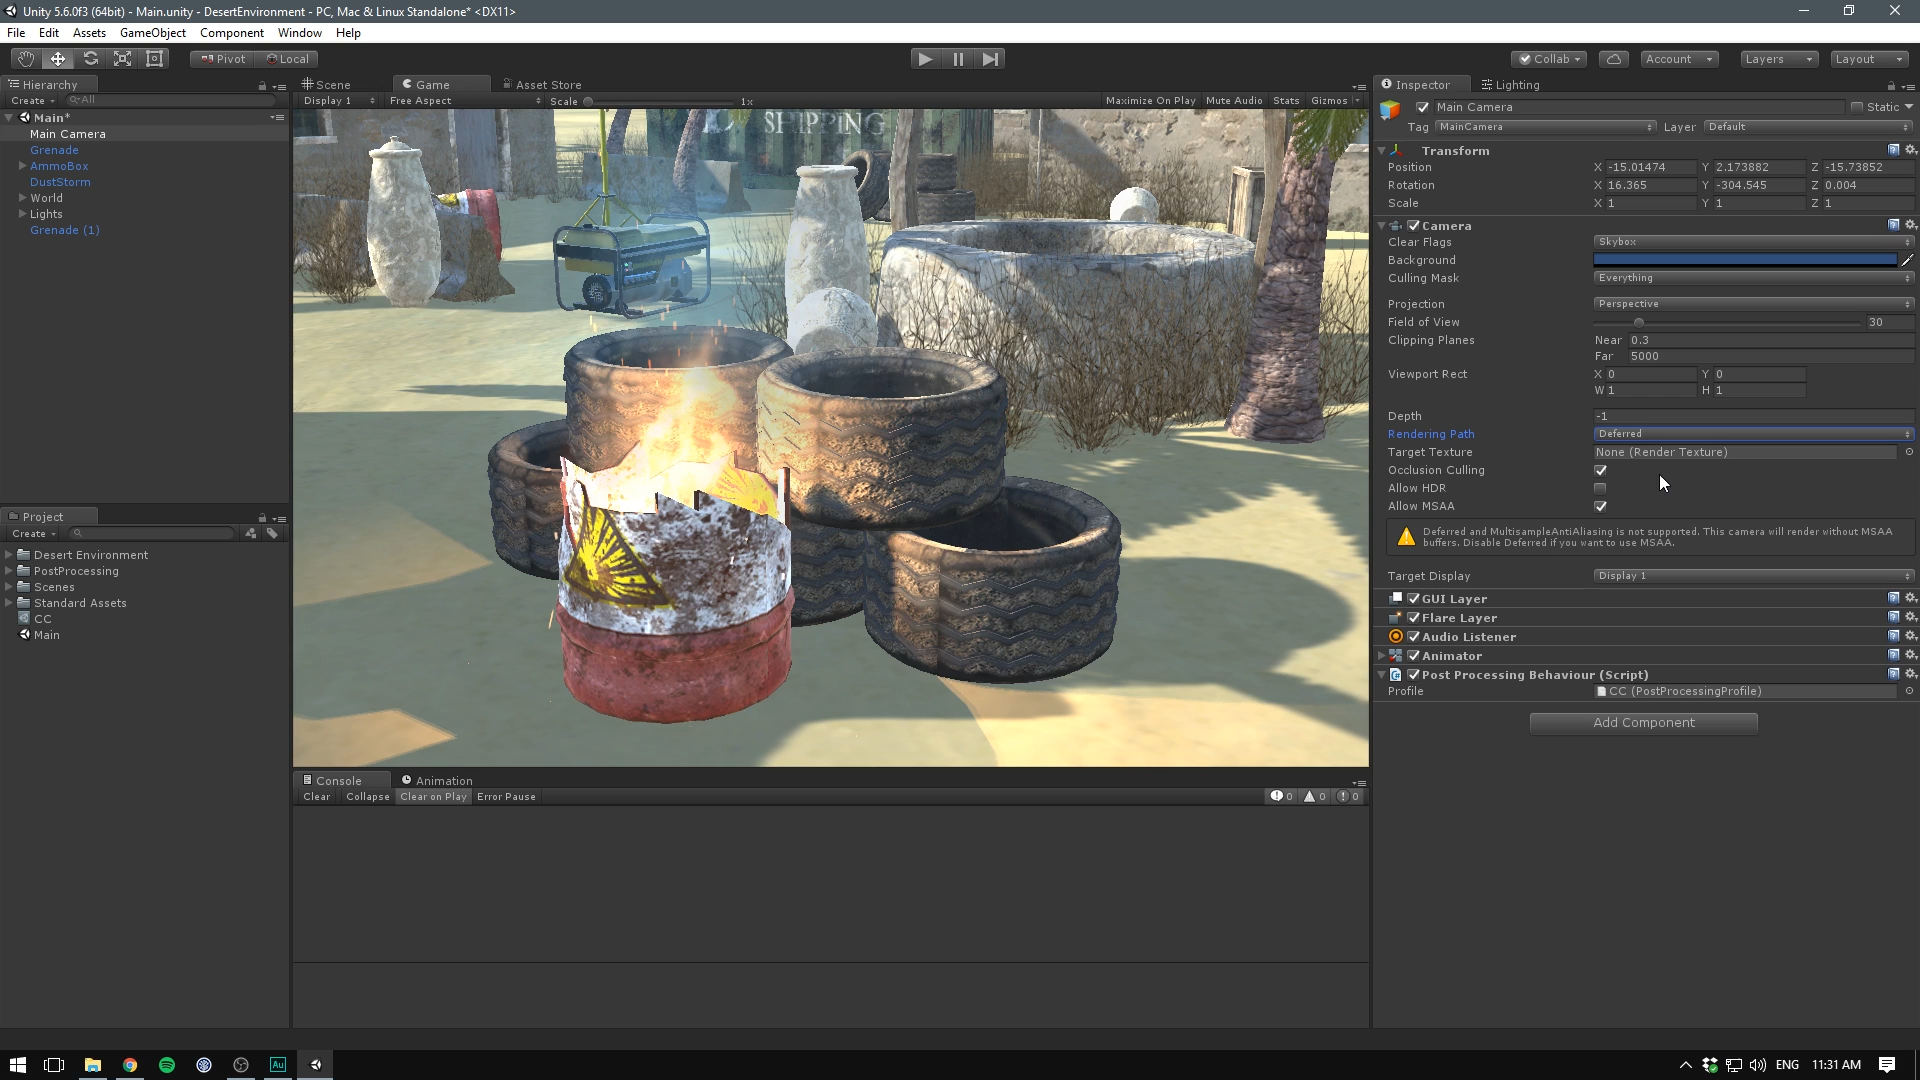 Unity 5.6.0f3 (64bit) - Main.unity - DesertEnvironment - PC, Mac & Linux Standalone* <DX11>
File Edit Assets GameObject Component Window Help
Pivot Local Collab Account Layers Layout
Hierarchy
Create All
Main*
Main Camera
Grenade
AmmoBox
DustStorm
World
Lights
Grenade (1)
Project
Create
Desert Environment
PostProcessing
Scenes
Standard Assets
CC
Main
Scene Game Asset Store
Display 1 Free Aspect Scale 1x Maximize On Play Mute Audio Stats Gizmos
SHIPPING
Console Animation
Clear Collapse Clear on Play Error Pause 0 0 0
Inspector Lighting
Main Camera Static
Tag MainCamera Layer Default
Transform
Position X -15.01474 Y 2.173882 Z -15.73852
Rotation X 16.365 Y -304.545 Z 0.004
Scale X 1 Y 1 Z 1
Camera
Clear Flags Skybox
Background
Culling Mask Everything
Projection Perspective
Field of View 30
Clipping Planes Near 0.3
Far 5000
Viewport Rect X 0 Y 0
W 1 H 1
Depth -1
Rendering Path Deferred
Target Texture None (Render Texture)
Occlusion Culling
Allow HDR
Allow MSAA
Deferred and MultisampleAntiAliasing is not supported. This camera will render without MSAA
buffers. Disable Deferred if you want to use MSAA.
Target Display Display 1
GUI Layer
Flare Layer
Audio Listener
Animator
Post Processing Behaviour (Script)
Profile CC (PostProcessingProfile)
Add Component
Au ENG 11:31 AM